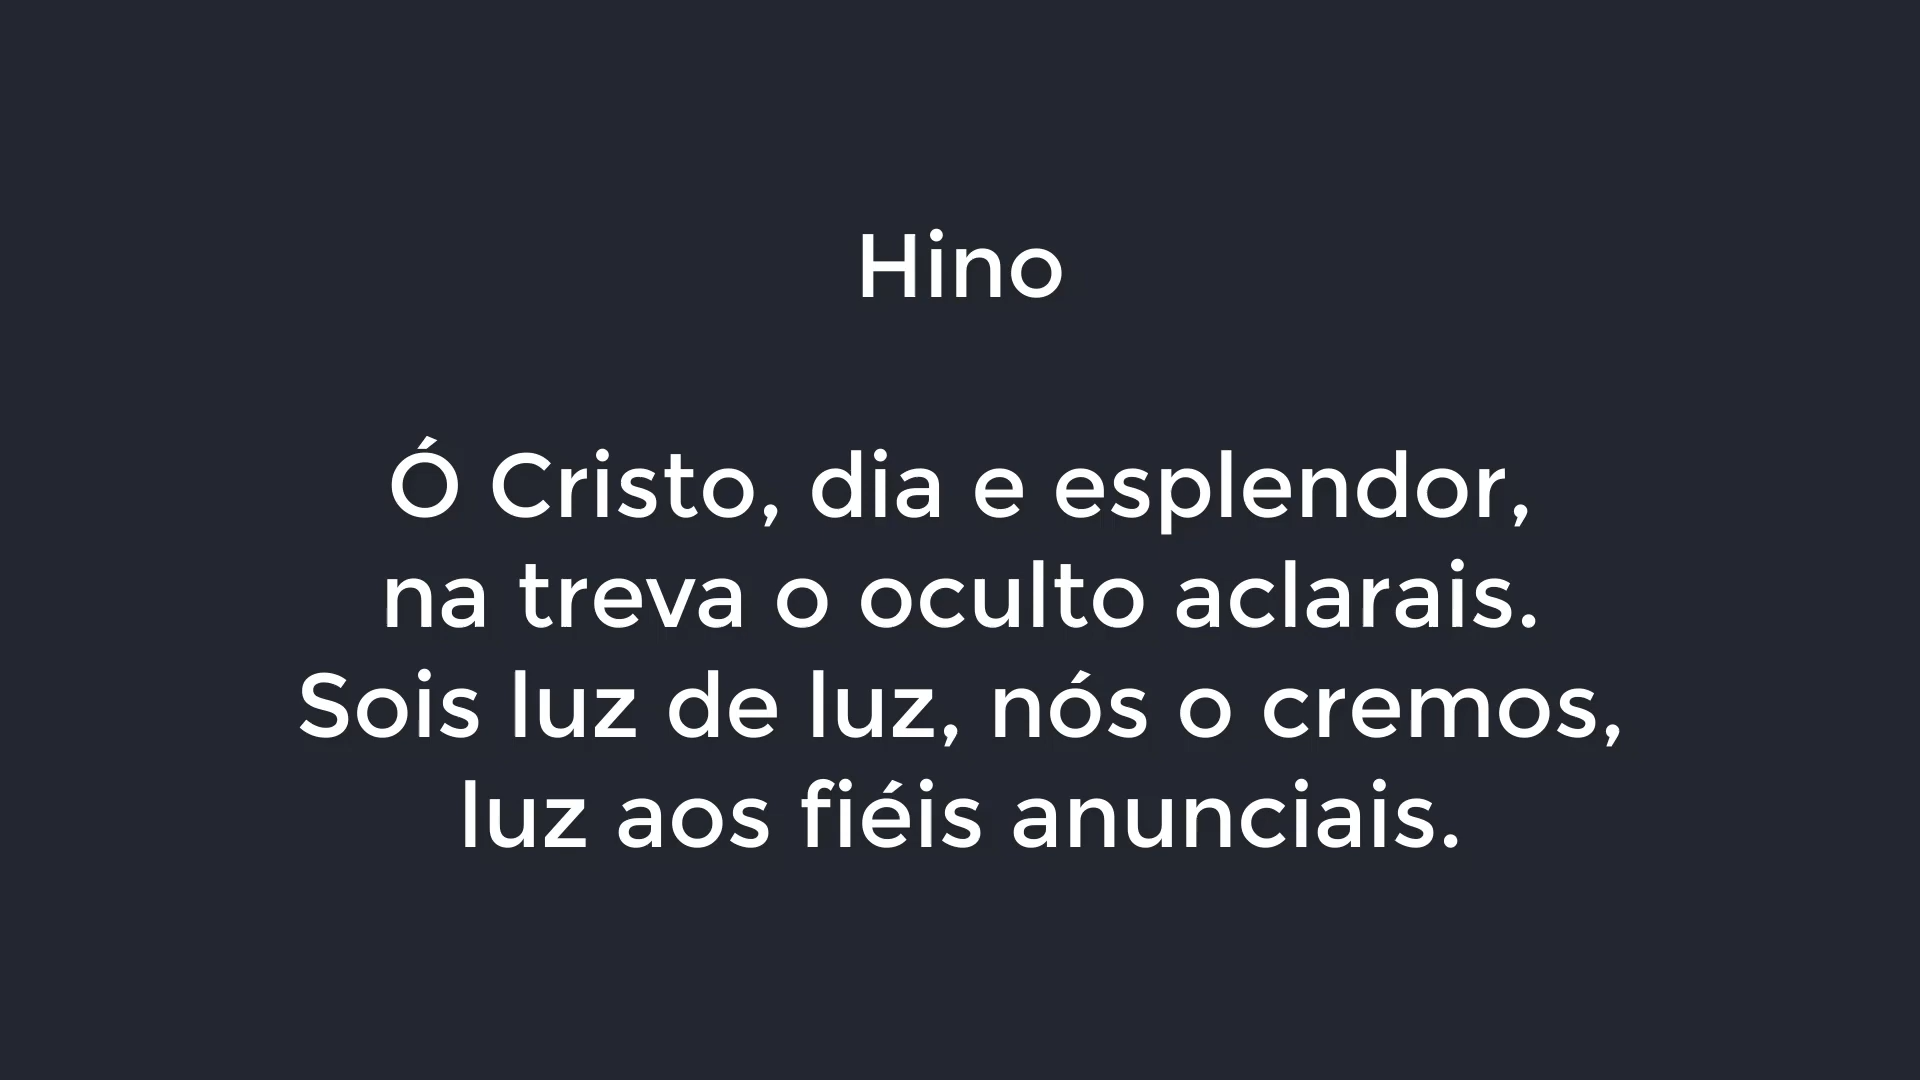 Hino
Ó Cristo, dia e esplendor,
na treva o oculto aclarais.
Sois luz de luz, nós o cremos,
luz aos fiéis anunciais.